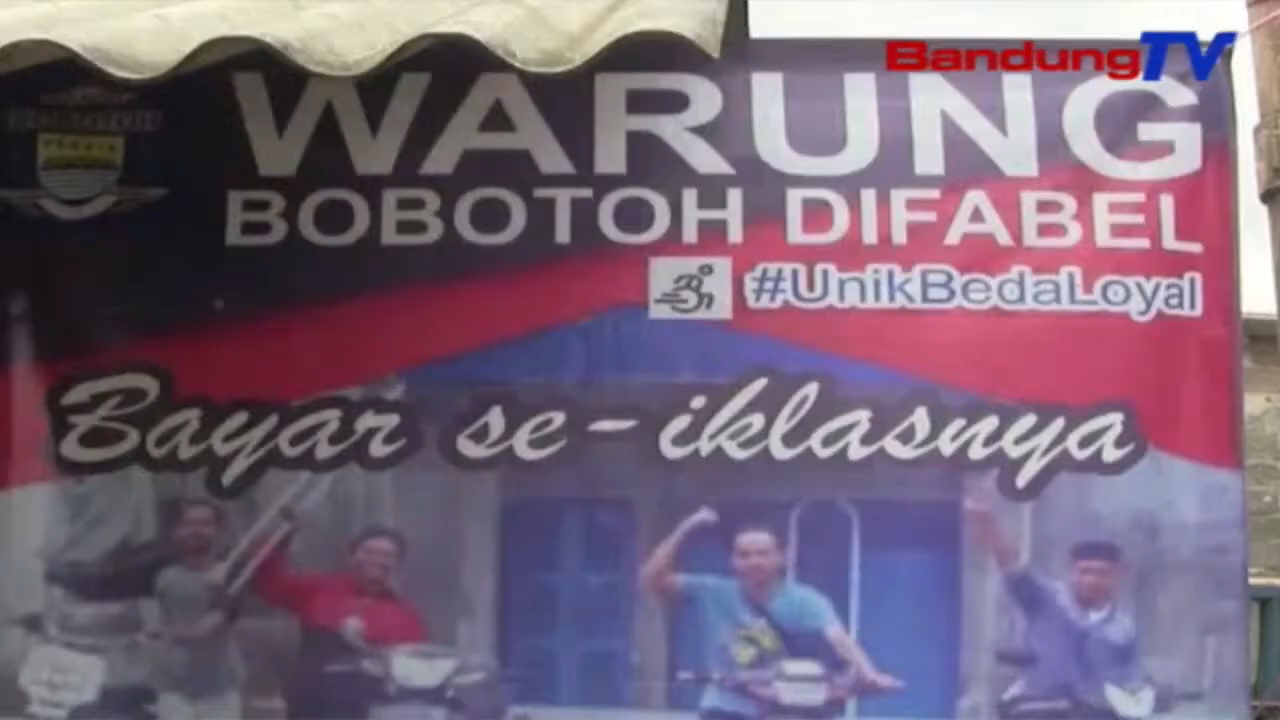 BandungTV
WARUNG
BOBOTOH DIFABEL
#UnikBedaLoyal
Bayar se-iklasnya